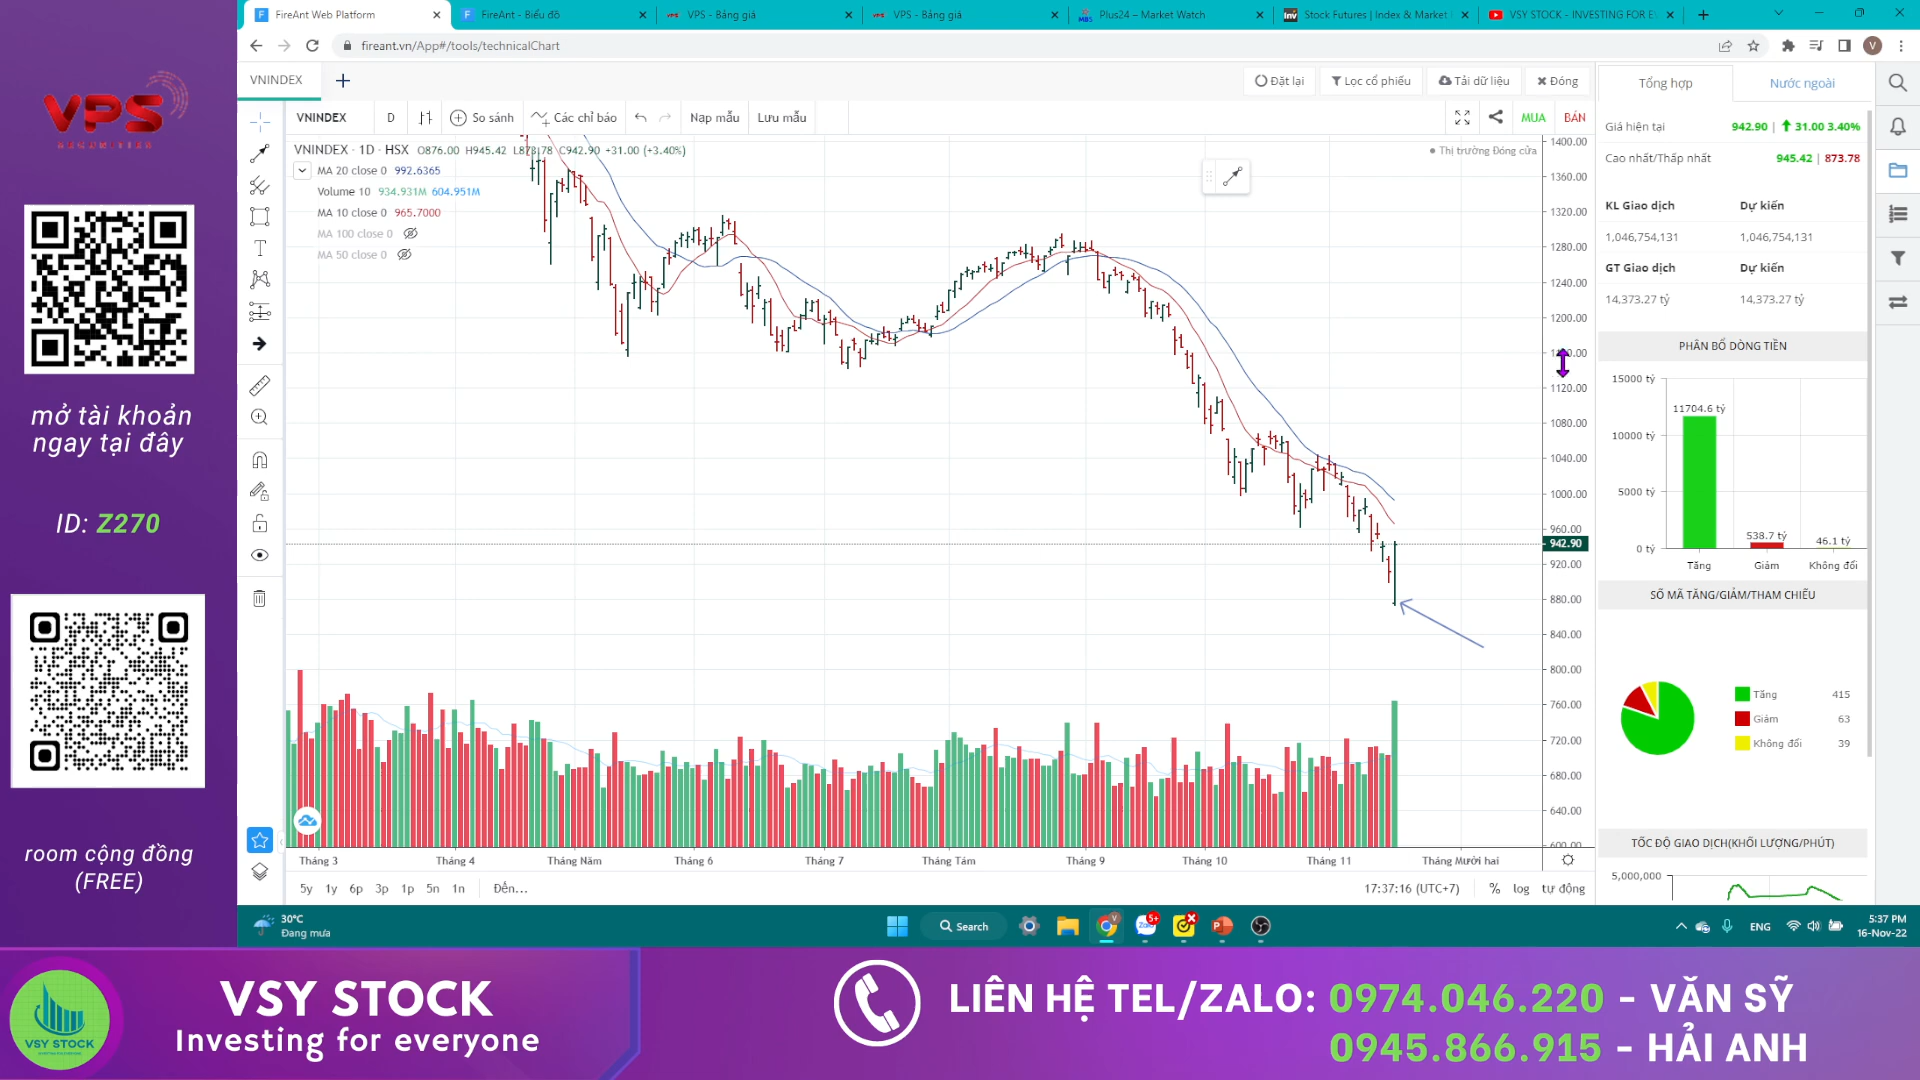 FireAnt Web Platform
FireAnt - Biểu đồ
VPS - Bảng giá
VPS - Bảng giá
Plus24 – Market Watch
Stock Futures | Index & Market
VSY STOCK - INVESTING FOR E
fireant.vn/App#/tools/technicalChart
VPS
mở tài khoản
ngay tại đây
ID: Z270
room cộng đồng
(FREE)
VNINDEX
Đặt lại
Lọc cổ phiếu
Tải dữ liệu
Đóng
VNINDEX
D
So sánh
Các chỉ báo
Nạp mẫu
Lưu mẫu
MUA
BÁN
VNINDEX · 1D · HSX O876.00 H945.42 L873.78 C942.90 +31.00 (+3.40%)
Thị trường Đóng cửa
MA 20 close 0 992.6365
Volume 10 934.931M 604.951M
MA 10 close 0 965.7000
MA 100 close 0
MA 50 close 0
1400.00
1360.00
1320.00
1280.00
1240.00
1200.00
1120.00
1080.00
1040.00
1000.00
960.00
942.90
920.00
880.00
840.00
800.00
760.00
720.00
680.00
640.00
600.00
Tháng 3
Tháng 4
Tháng Năm
Tháng 6
Tháng 7
Tháng Tám
Tháng 9
Tháng 10
Tháng 11
Tháng Mười hai
5y 1y 6p 3p 1p 5n 1n Đến...
17:37:16 (UTC+7)
% log tự động
Tổng hợp
Nước ngoài
Giá hiện tại 942.90 | 31.00 3.40%
Cao nhất/Thấp nhất 945.42 | 873.78
KL Giao dịch Dự kiến
1,046,754,131 1,046,754,131
GT Giao dịch Dự kiến
14,373.27 tỷ 14,373.27 tỷ
PHÂN BỔ DÒNG TIỀN
15000 tỷ
11704.6 tỷ
10000 tỷ
5000 tỷ
538.7 tỷ
46.1 tỷ
0 tỷ
Tăng Giảm Không đổi
SỐ MÃ TĂNG/GIẢM/THAM CHIẾU
Tăng 415
Giảm 63
Không đổi 39
TỐC ĐỘ GIAO DỊCH(KHỐI LƯỢNG/PHÚT)
5,000,000
30°C
Đang mưa
Search
ENG
5:37 PM
16-Nov-22
VSY STOCK
VSY STOCK
Investing for everyone
LIÊN HỆ TEL/ZALO: 0974.046.220 - VĂN SỸ
0945.866.915 - HẢI ANH